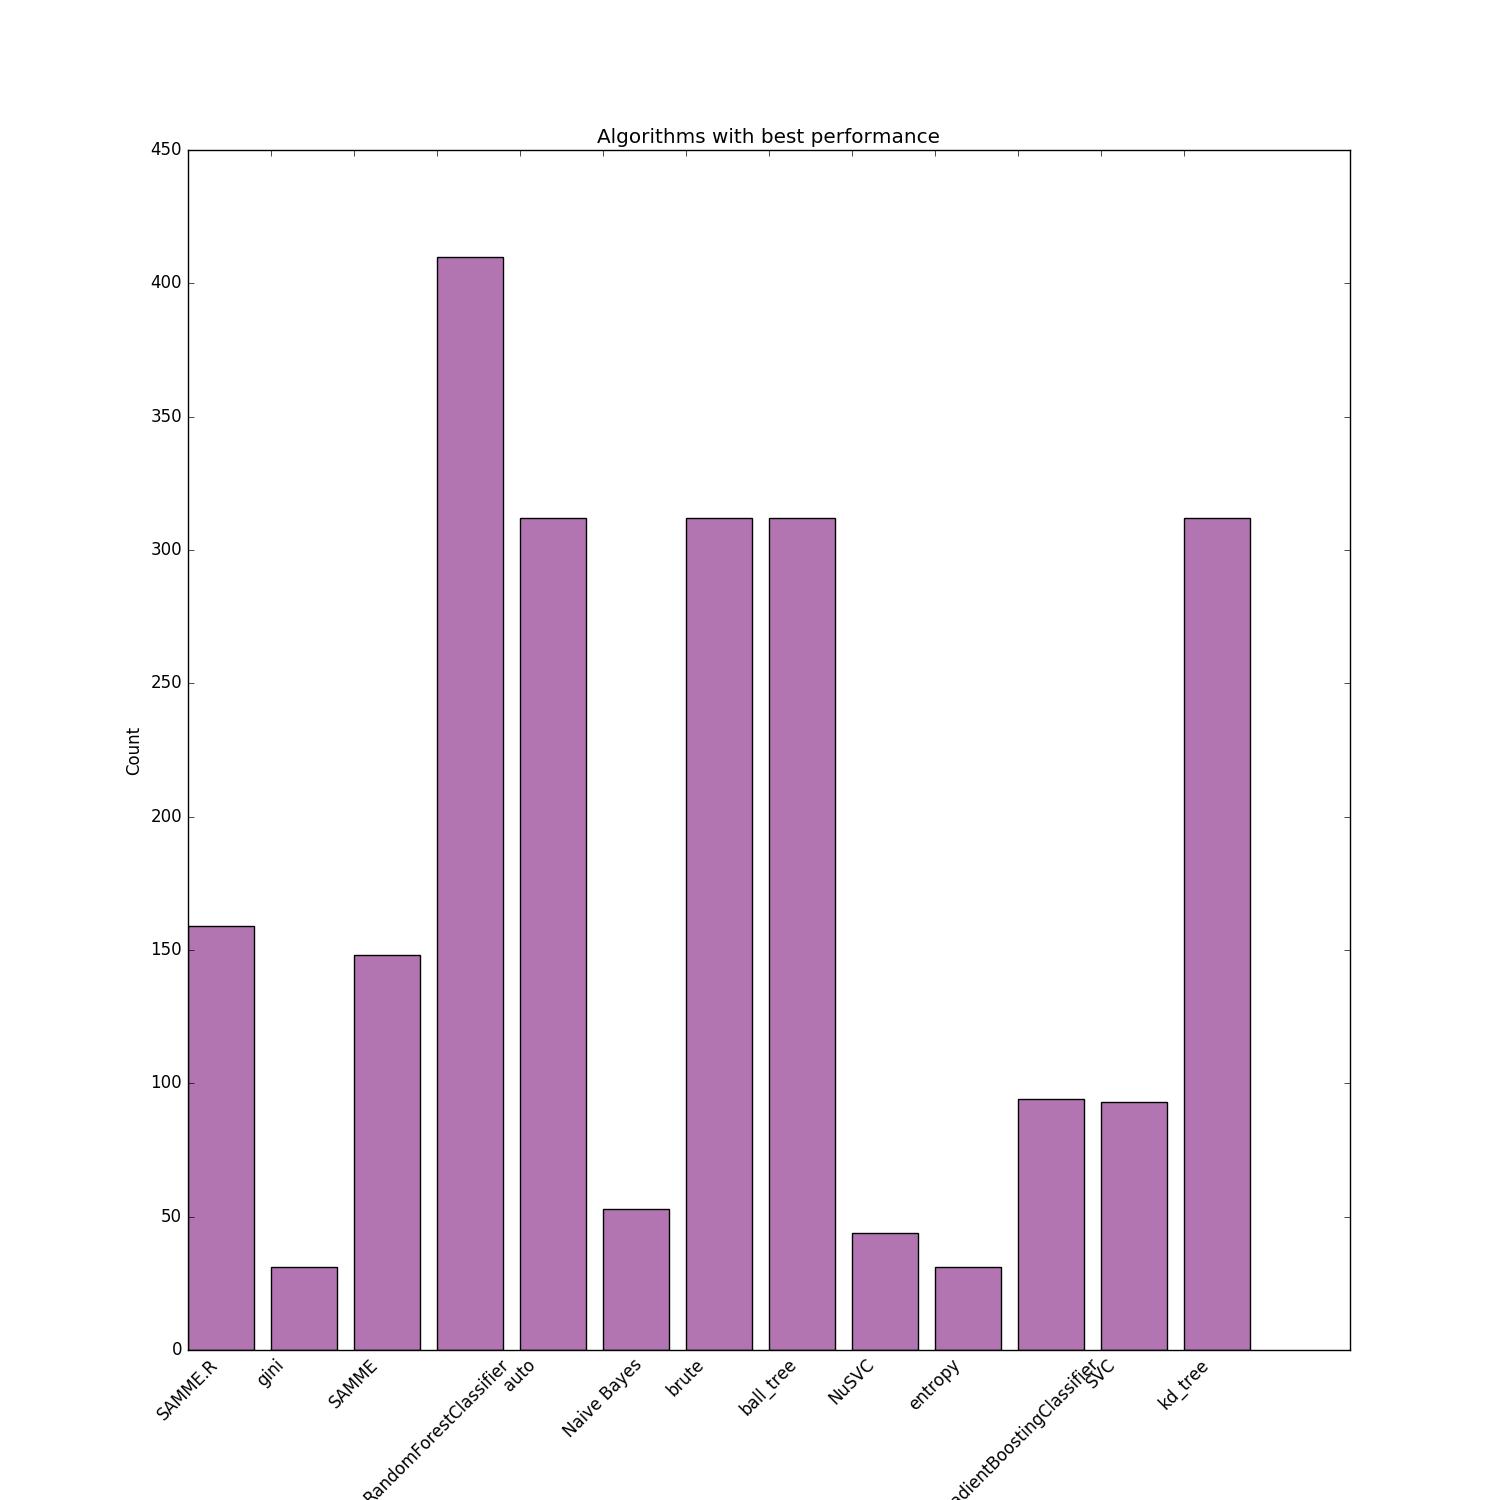 Algorithms with best performance
450
400
350
300
250
200
150
100
50
0
Count
SAMME.R
gini
SAMME
RandomForestClassifier
auto
Naive Bayes
brute
ball_tree
NuSVC
entropy
edientBoostingClassifier
SVC
kd_tree